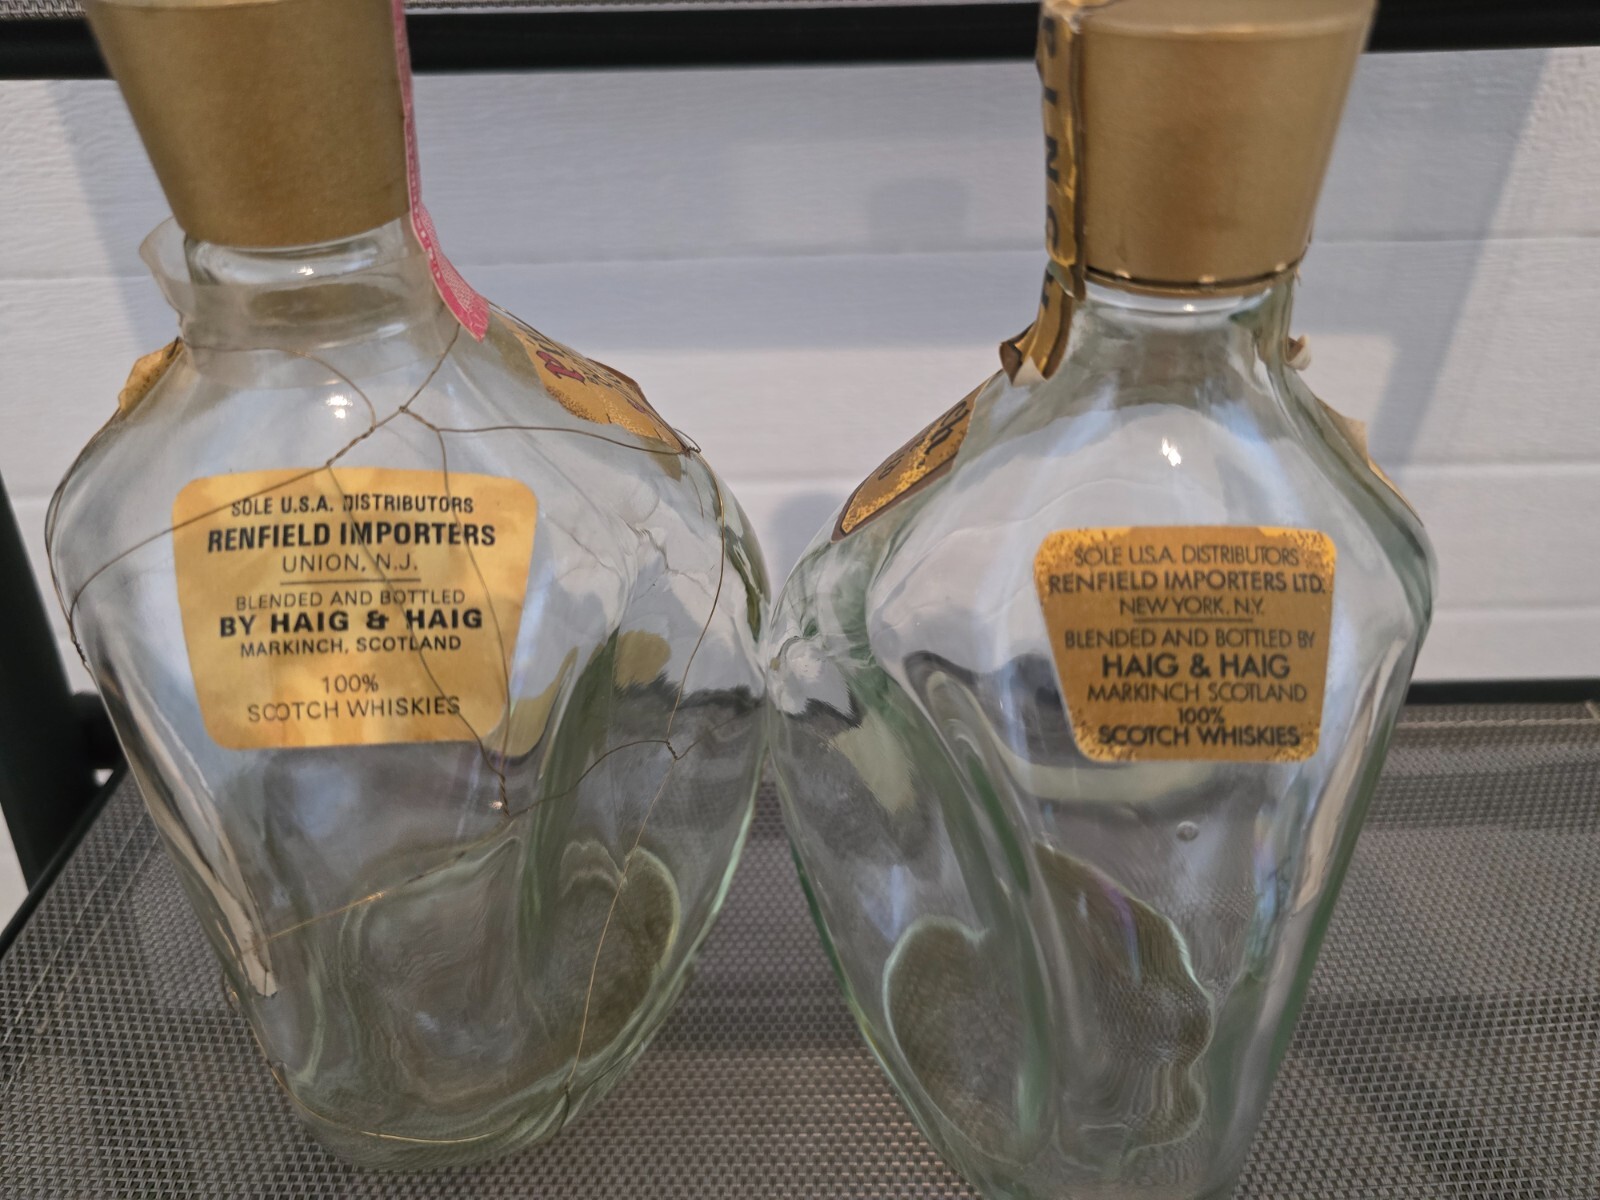 SOLE U.S.A. DISTRIBUTORS
RENFIELD IMPORTERS
UNION, N.J.
BLENDED AND BOTTLED
BY HAIG & HAIG
MARKINCH, SCOTLAND
100%
SCOTCH WHISKIES
SOLE U.S.A. DISTRIBUTORS
RENFIELD IMPORTERS LTD.
NEW YORK, N.Y.
BLENDED AND BOTTLED BY
HAIG & HAIG
MARKINCH SCOTLAND
100%
SCOTCH WHISKIES